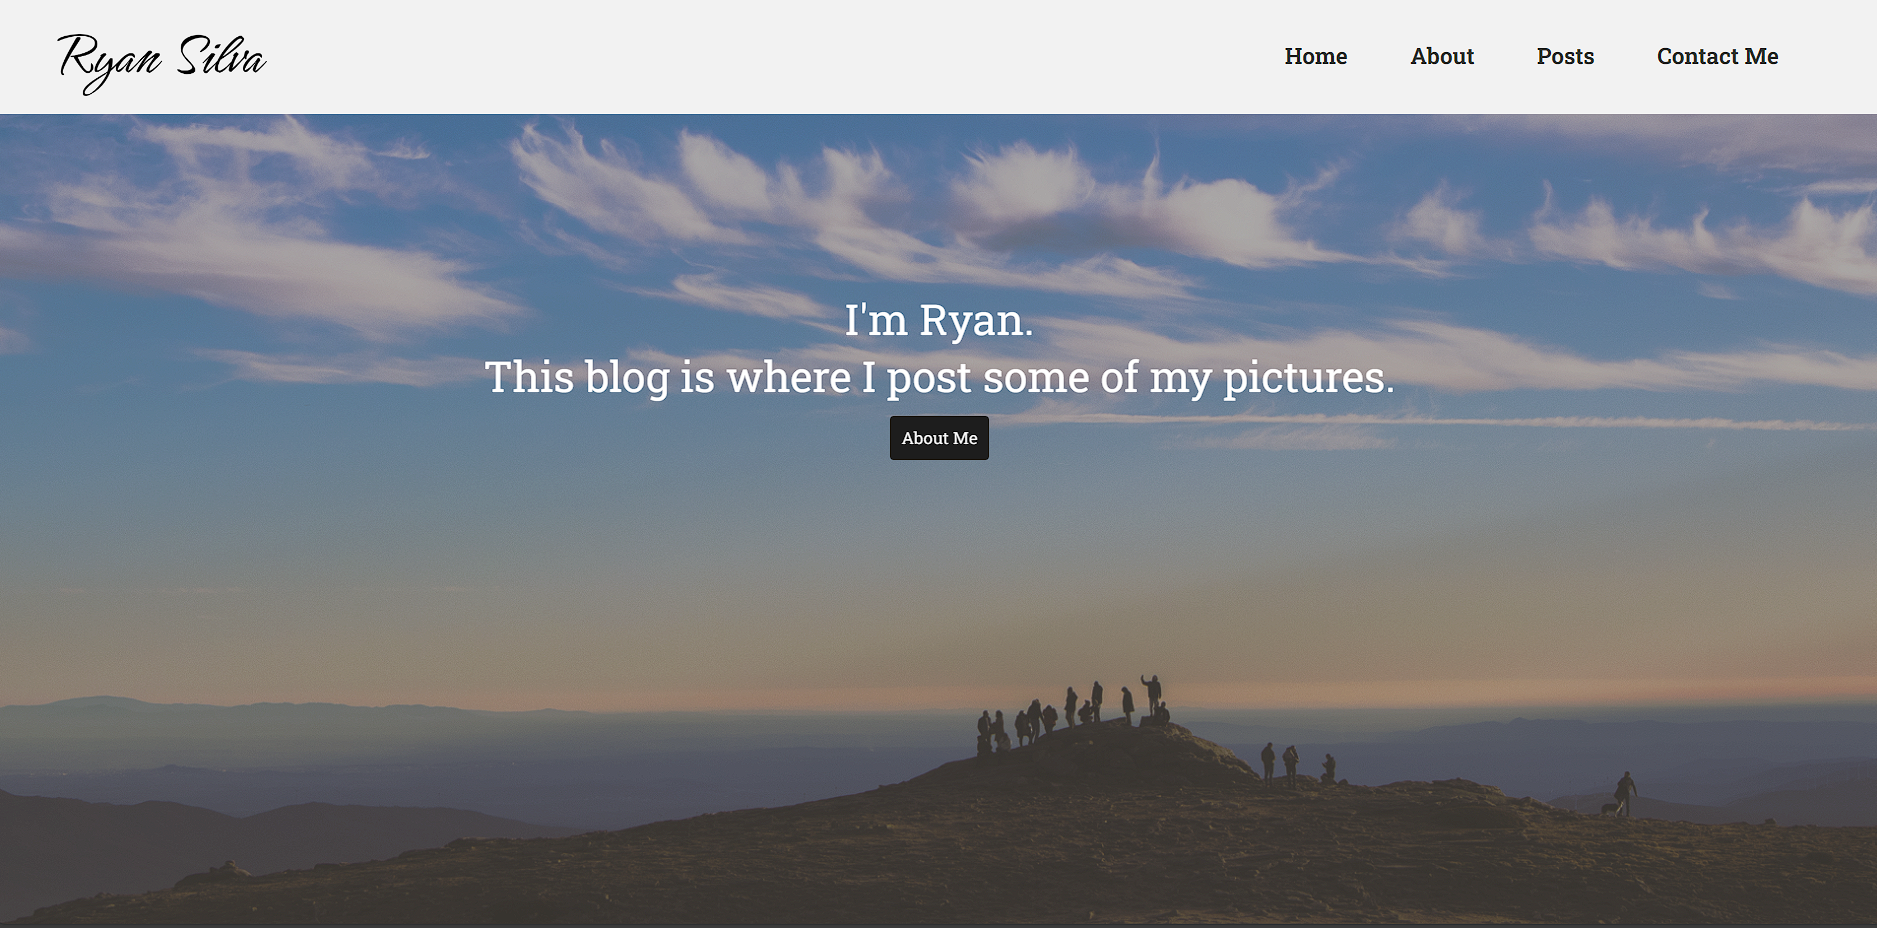 Ryan Silva
Home
About
Posts
Contact Me
I'm Ryan.
This blog is where I post some of my pictures.
About Me